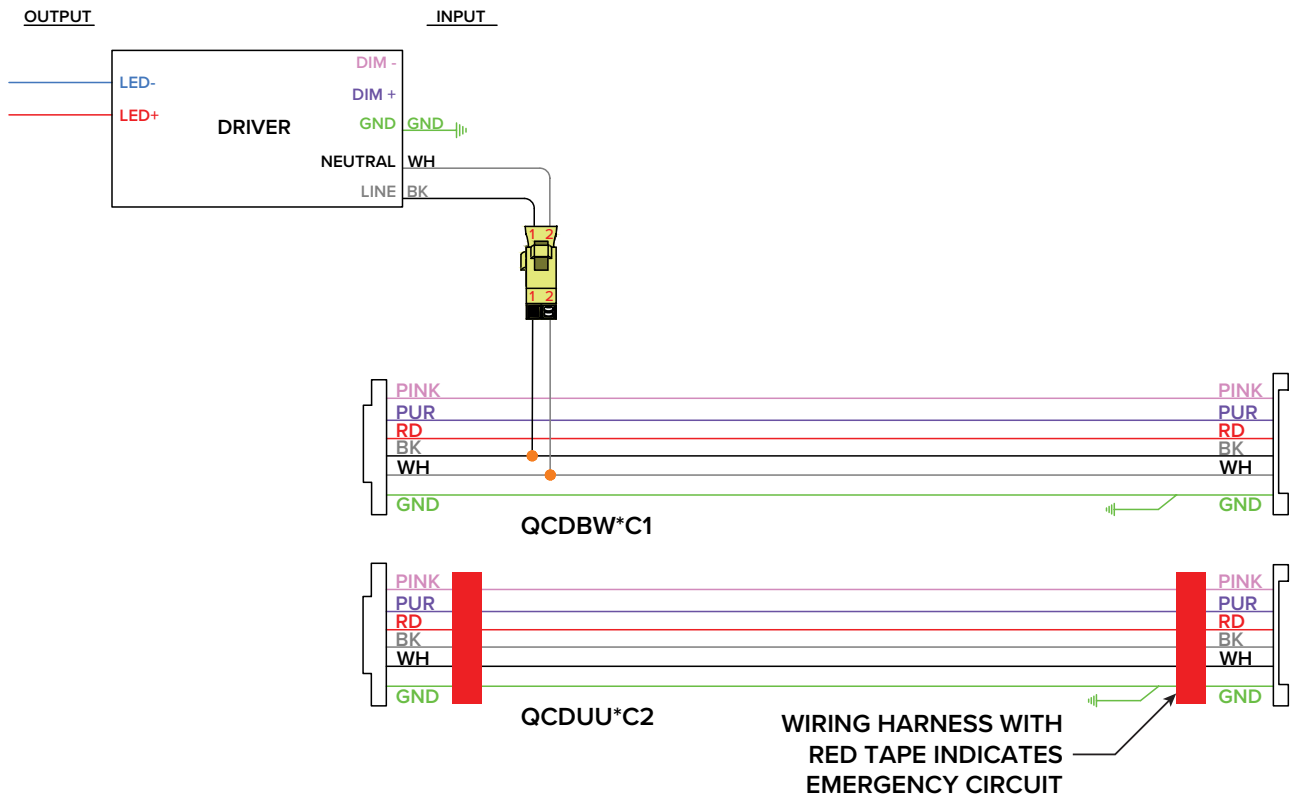 OUTPUT
INPUT
DIM -
LED-
DIM +
LED+
DRIVER
GND GND
NEUTRAL WH
LINE BK
1 2
1 2
PINK PINK
PUR PUR
RD RD
BK BK
WH WH
GND GND
QCDBW*C1
PINK PINK
PUR PUR
RD RD
BK BK
WH WH
GND GND
QCDUU*C2
WIRING HARNESS WITH
RED TAPE INDICATES
EMERGENCY CIRCUIT